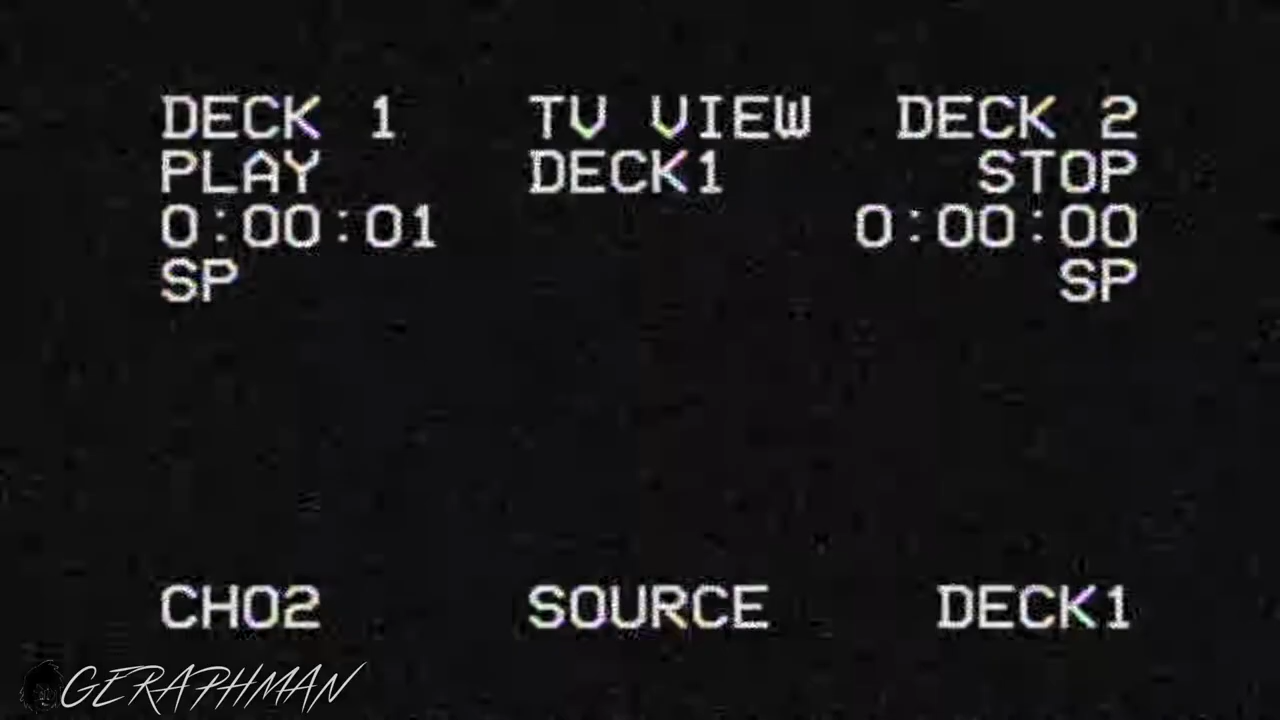 DECK 1 TV VIEW DECK 2
PLAY DECK1 STOP
0:00:01 0:00:00
SP SP
CH02 SOURCE DECK1
GERAPHMAN